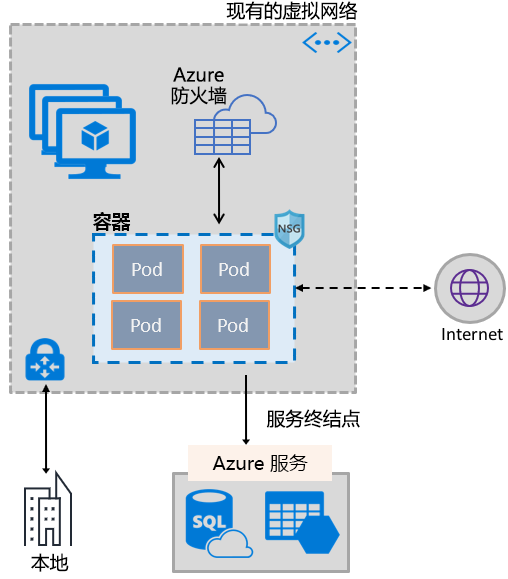 现有的虚拟网络
Azure
防火墙
容器
NSG
Pod
Pod
Pod
Pod
Internet
服务终结点
Azure 服务
SQL
本地